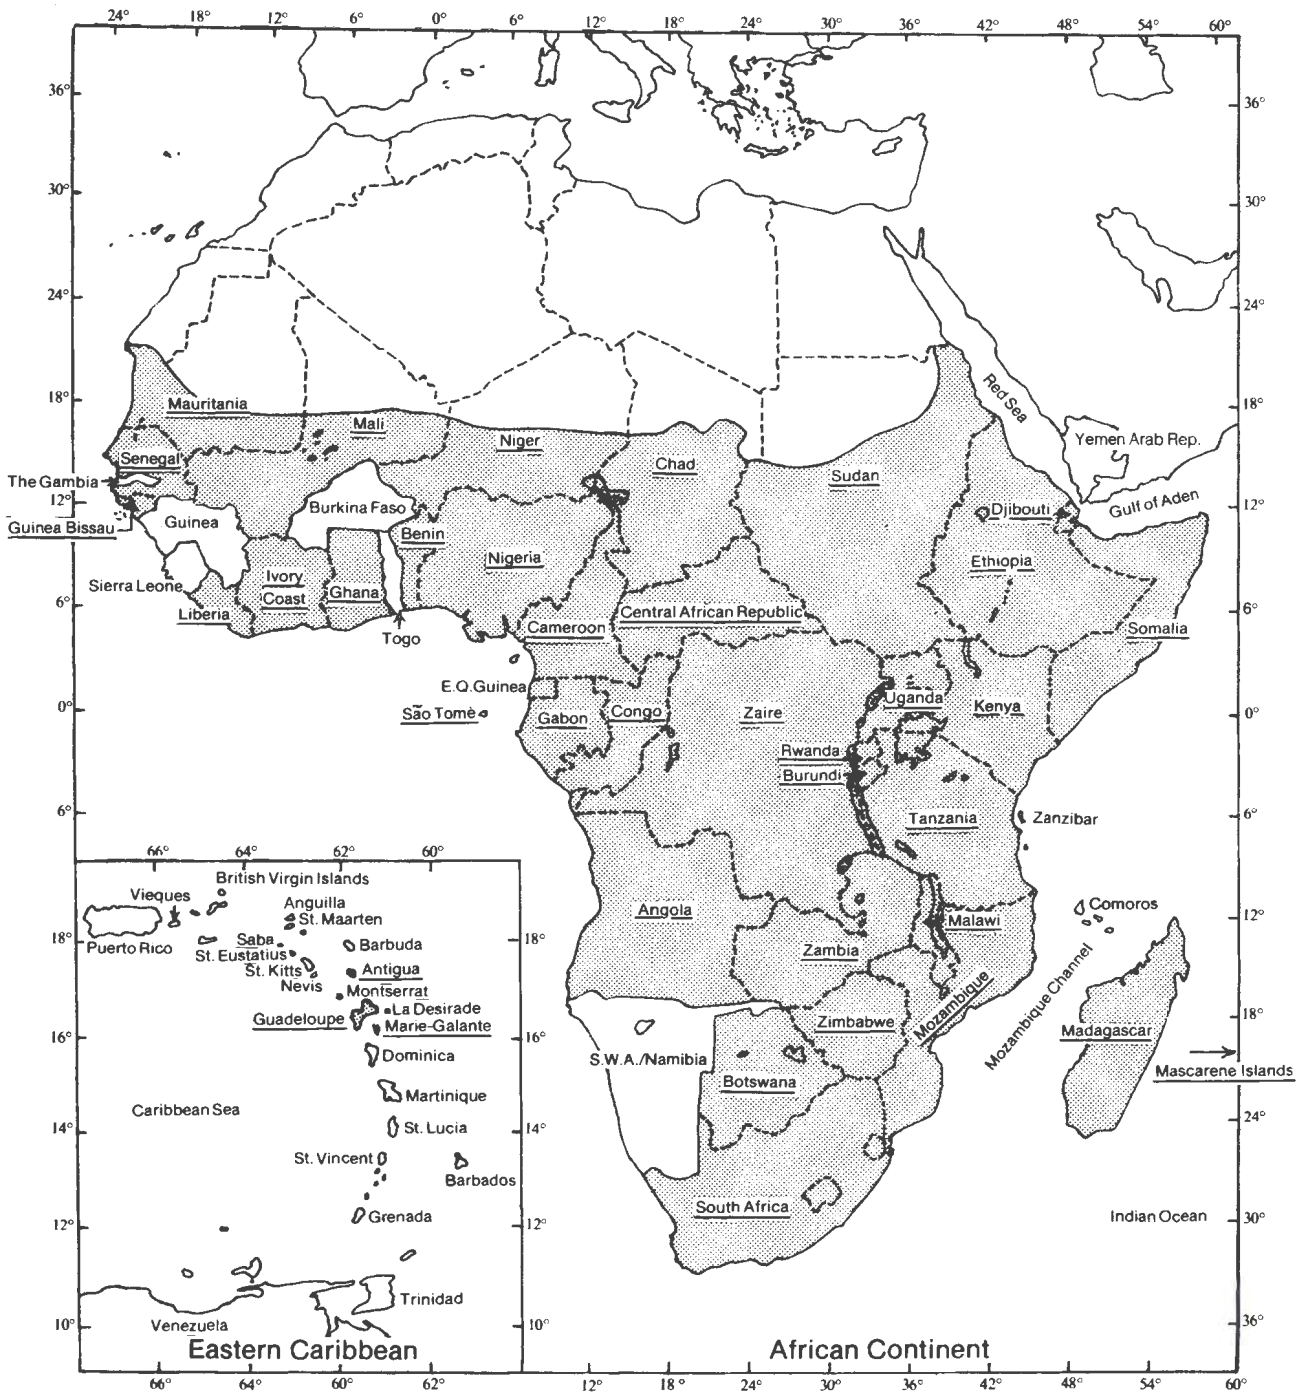 24° 18° 12° 6° 0° 6° 12° 18° 24° 30° 36° 42° 48° 54° 60°
36° 36°
30° 30°
24° 24°
18° 18°
Mauritania
Mali
Niger
Chad
Sudan
Red Sea
Yemen Arab Rep.
Senegal
The Gambia
12° 12°
Guinea Bissau
Guinea
Burkina Faso
Benin
Nigeria
Djibouti
Gulf of Aden
Ethiopia
Sierra Leone
Ivory
Coast
Ghana
Liberia
Togo
6° 6°
Cameroon
Central African Republic
Somalia
E.Q.Guinea
São Tomè
0° 0°
Gabon
Congo
Zaire
Uganda
Kenya
Rwanda
Burundi
6° 6°
Tanzania
Zanzibar
Angola
Zambia
Malawi
Comoros
12°
Mozambique
Mozambique Channel
18°
Zimbabwe
Madagascar
S.W.A./Namibia
Botswana
Mascarene Islands
24°
South Africa
Indian Ocean
30°
36°
African Continent
12° 18° 24° 30° 36° 42° 48° 54° 60°
66° 64° 62° 60°
British Virgin Islands
Vieques
Anguilla
St. Maarten
Puerto Rico
18° 18°
Saba
St. Eustatius
Barbuda
St. Kitts
Antigua
Nevis
Montserrat
La Desirade
Guadeloupe
Marie-Galante
16° 16°
Dominica
Martinique
Caribbean Sea
St. Lucia
14° 14°
St. Vincent
Barbados
Grenada
12° 12°
Trinidad
Venezuela
10° 10°
Eastern Caribbean
66° 64° 60° 62°